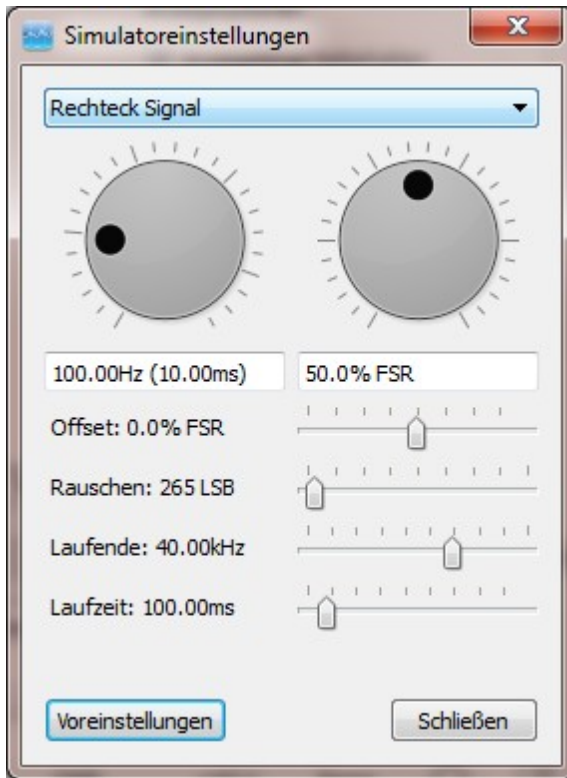 Simulatoreinstellungen
Rechteck Signal
100.00Hz (10.00ms)
50.0% FSR
Offset: 0.0% FSR
Rauschen: 265 LSB
Laufende: 40.00kHz
Laufzeit: 100.00ms
Voreinstellungen
Schließen